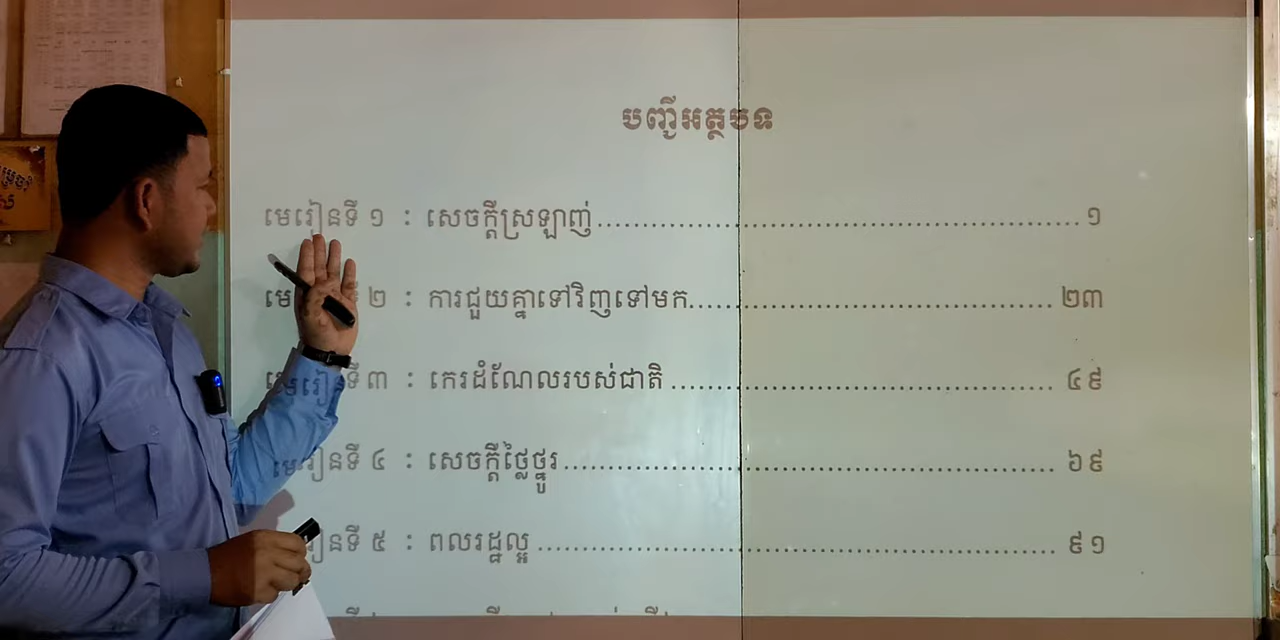 បញ្ជីអត្ថបទ
មេរៀនទី ១ : សេចក្ដីស្រឡាញ់ ១
មេ ២ : ការជួយគ្នាទៅវិញទៅមក ២៣
មេរៀនទី ៣ : កេរដំណែលរបស់ជាតិ ៤៩
មេរៀនទី ៤ : សេចក្ដីថ្លៃថ្នូរ ៦៩
រៀនទី ៥ : ពលរដ្ឋល្អ ៩១